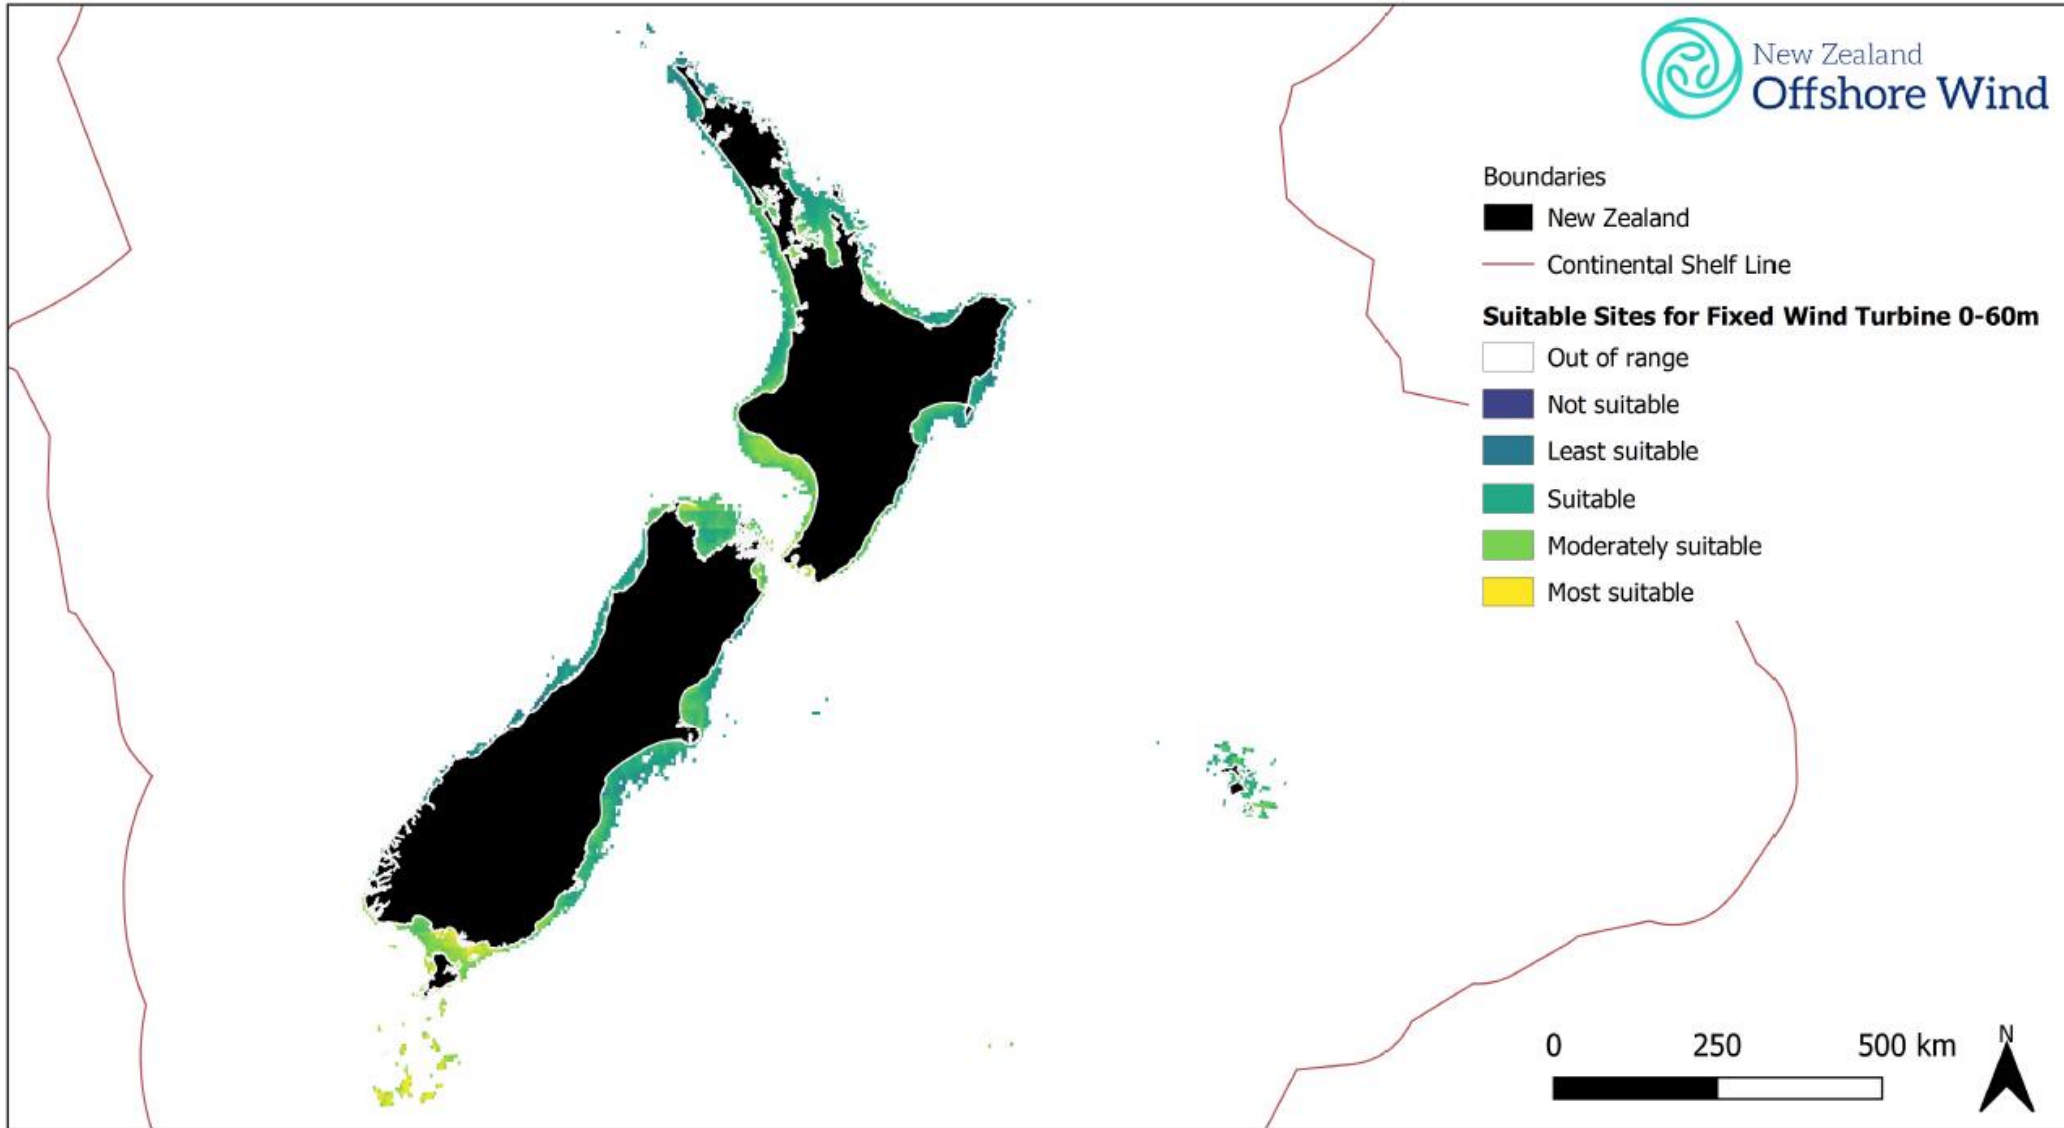 New Zealand
Offshore Wind
Boundaries
New Zealand
Continental Shelf Line
Suitable Sites for Fixed Wind Turbine 0-60m
Out of range
Not suitable
Least suitable
Suitable
Moderately suitable
Most suitable
0 250 500 km
N